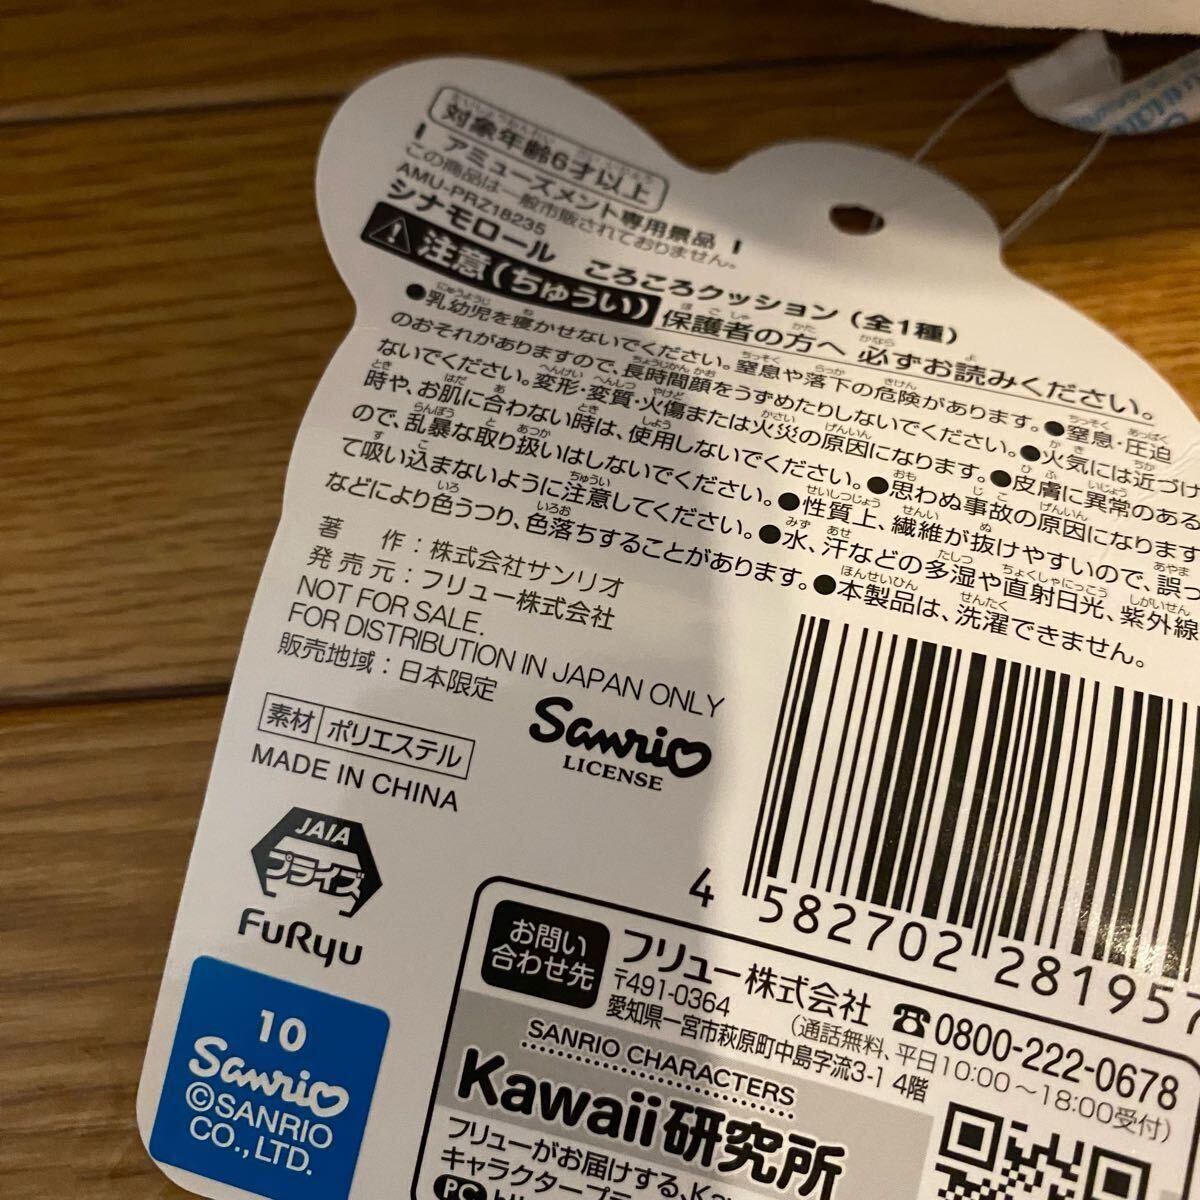 対象年齢6才以上
アミューズメント専用景品
この商品は一般市販されておりません。
AMU-PRZ18235
シナモロール ころころクッション(全1種)
注意(ちゅうい) 保護者の方へ 必ずお読みください。
●乳幼児を寝かせないでください。窒息や落下の危険があります。●窒息・圧迫
のおそれがありますので、長時間顔をうずめたりしないでください。●火気には近づけ
ないでください。変形・変質・火傷または火災の原因になります。●皮膚に異常のある
時や、お肌に合わない時は、使用しないでください。●思わぬ事故の原因になります
ので、乱暴な取り扱いはしないでください。●性質上、繊維が抜けやすいので、誤っ
て吸い込まないように注意してください。●水、汗などの多湿や直射日光、紫外線
などにより色うつり、色落ちすることがあります。●本製品は、洗濯できません。
著 作:株式会社サンリオ
発売元:フリュー株式会社
NOT FOR SALE.
FOR DISTRIBUTION IN JAPAN ONLY
販売地域:日本限定
素材 ポリエステル
MADE IN CHINA
Sanrio
LICENSE
JAIA
プライズ
FuRyu
4 582702 281957
10
Sanrio
©SANRIO
CO.,LTD.
お問い
合わせ先
フリュー株式会社
〒491-0364
愛知県一宮市萩原町中島字流3-1 4階
☎0800-222-0678
(通話無料、平日10:00〜18:00受付)
SANRIO CHARACTERS
Kawaii研究所
フリューがお届けする、Kaw
キャラクタープラ
PC